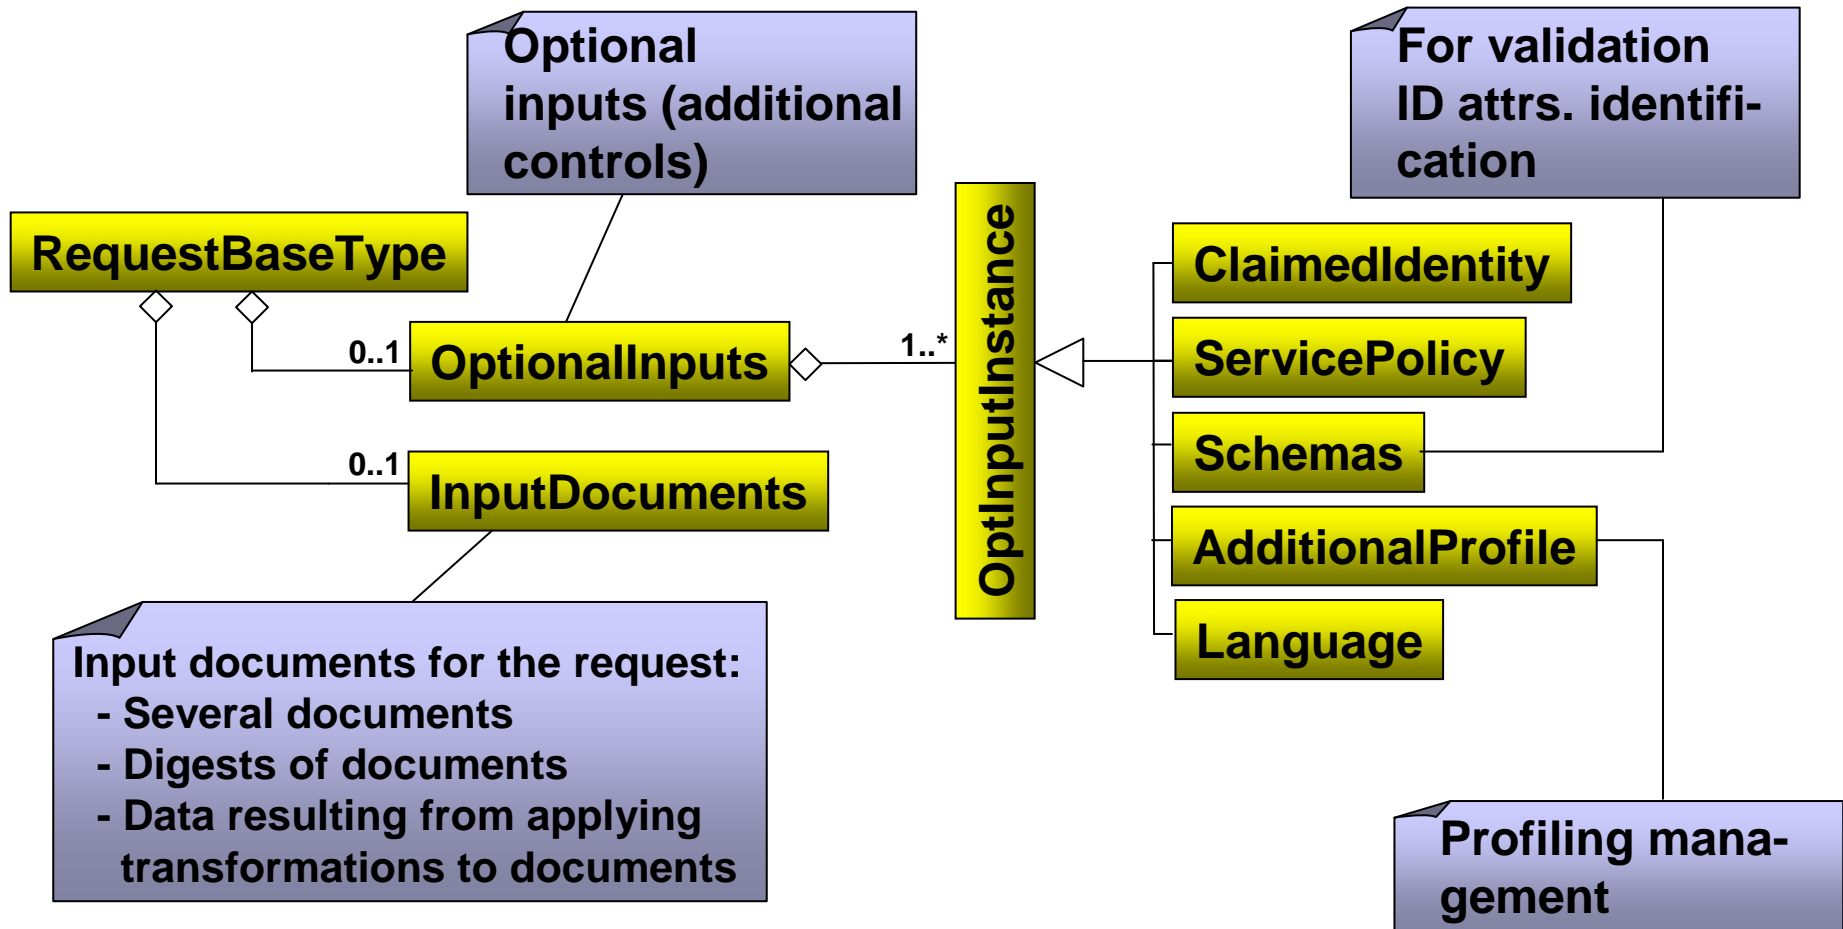 Optional
inputs (additional
controls)
For validation
ID attrs. identifi-
cation
RequestBaseType
0..1
OptionalInputs
1..*
OptInputInstance
ClaimedIdentity
ServicePolicy
Schemas
AdditionalProfile
Language
0..1
InputDocuments
Input documents for the request:
- Several documents
- Digests of documents
- Data resulting from applying
transformations to documents
Profiling mana-
gement